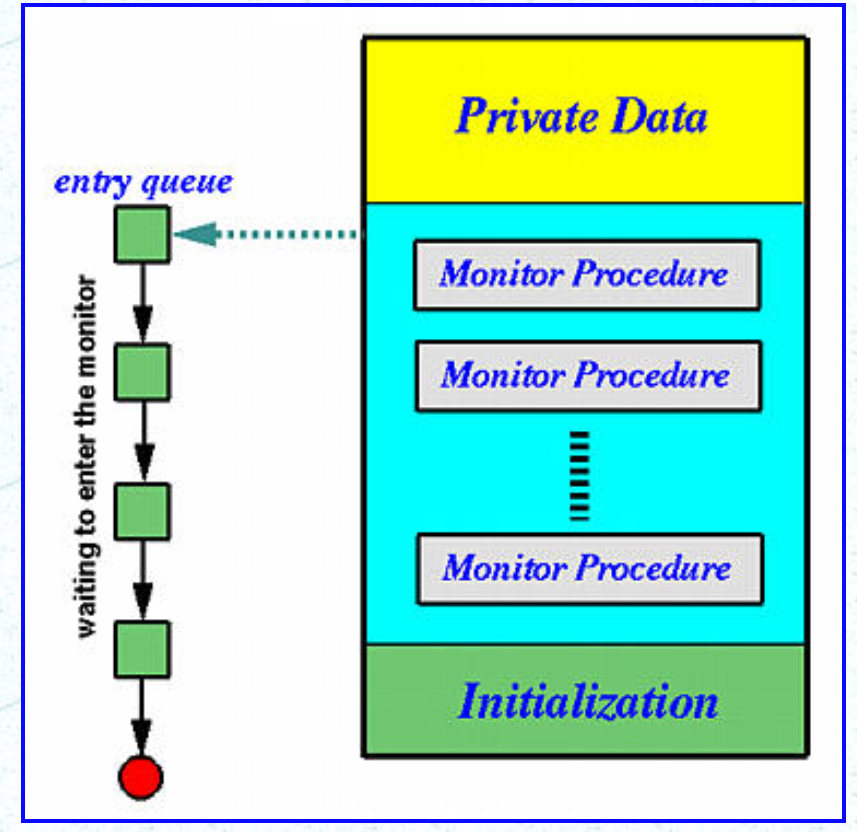 Private Data
entry queue
waiting to enter the monitor
Monitor Procedure
Monitor Procedure
Monitor Procedure
Initialization